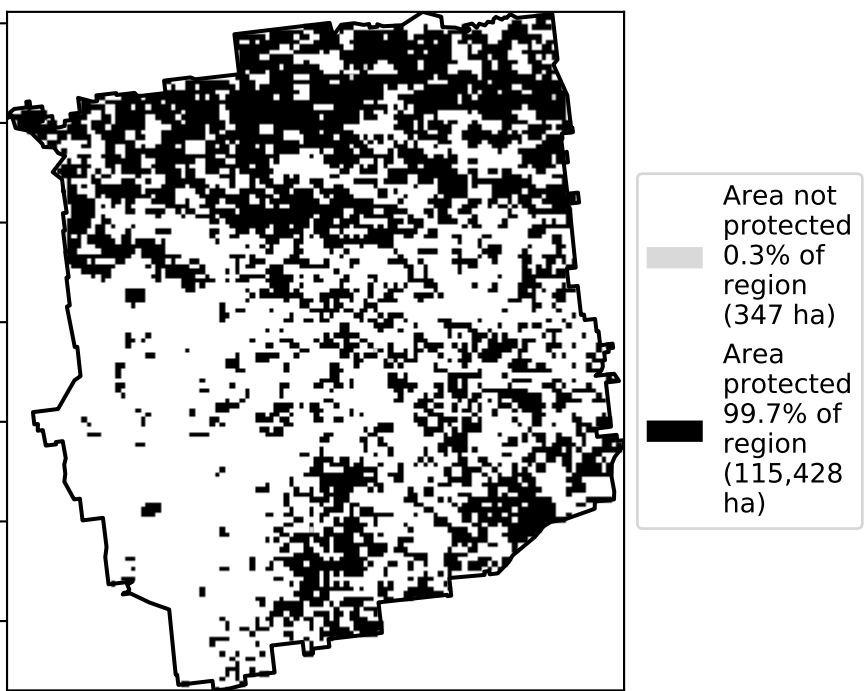 Area not
protected
0.3% of
region
(347 ha)
Area
protected
99.7% of
region
(115,428
ha)